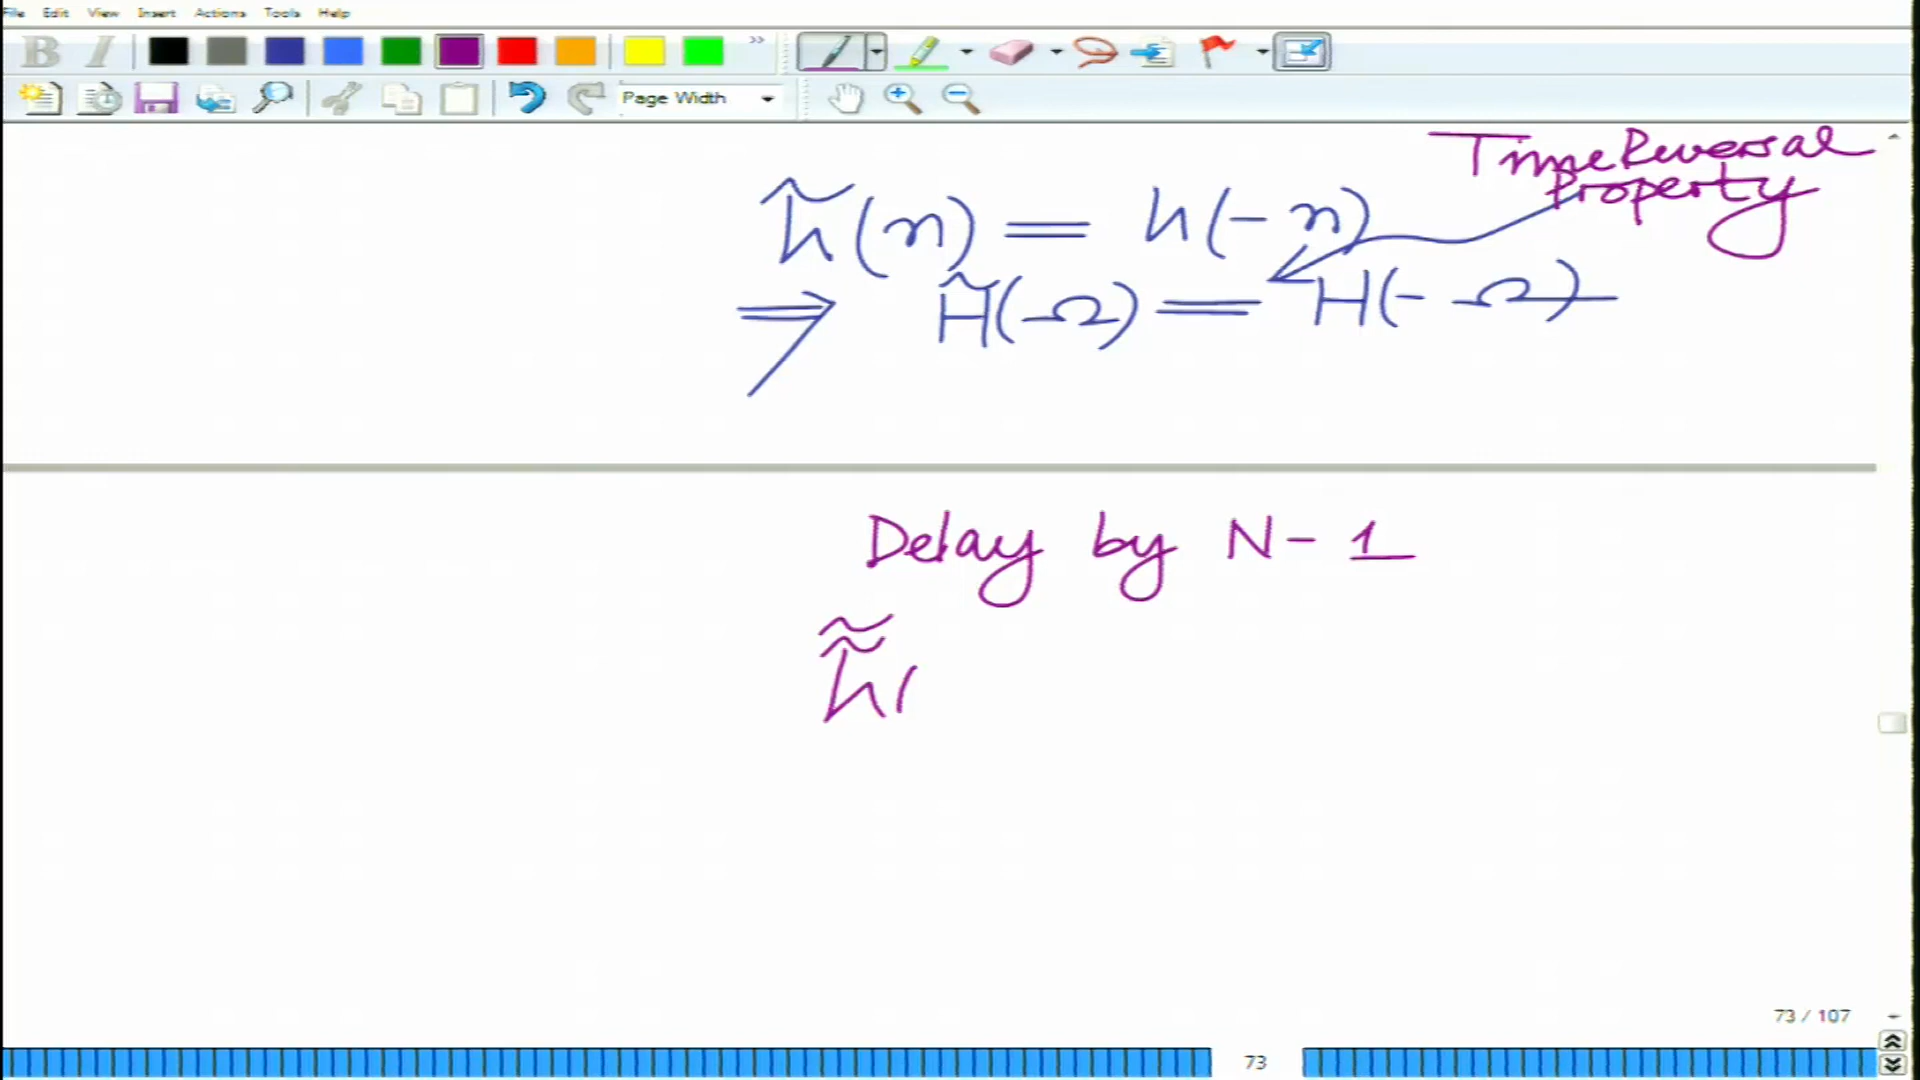 File Edit View Insert Actions Tools Help
B I
Page Width
Time Reversal
Property
h̃(n) = h(-n)
⇒ H̃(-Ω) = H(-Ω)
Delay by N-1
h̃̃(
73 / 107
73